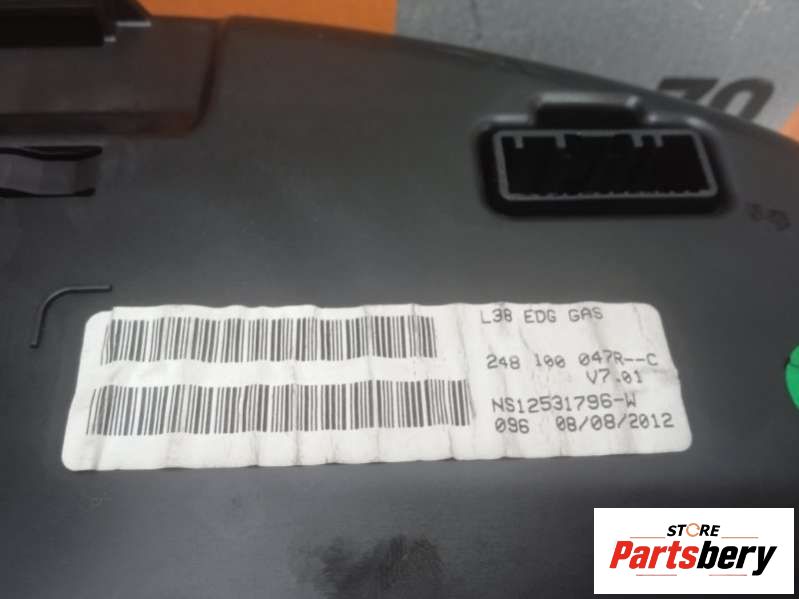 L38 EDG GAS
248 100 047R--C
V7.01
NS12531796-W
096 08/08/2012
STORE
Partsbery